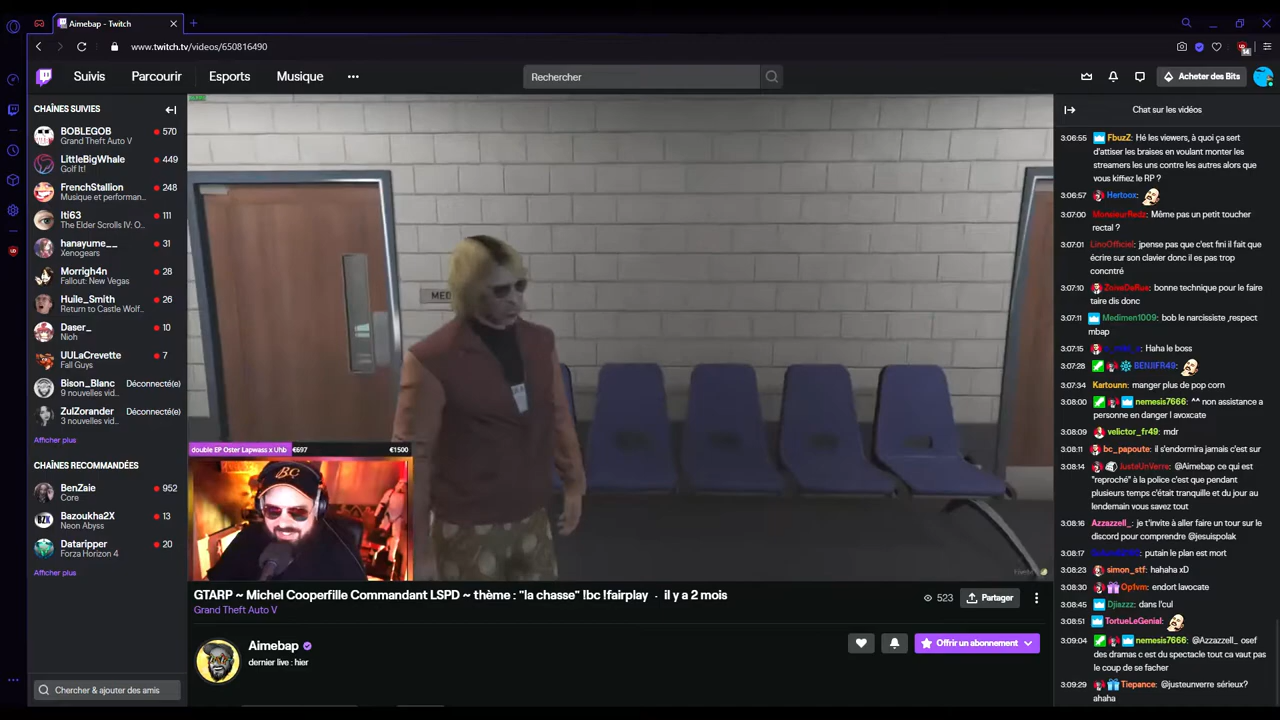 Aimebap - Twitch
www.twitch.tv/videos/650816490
14
Suivis
Parcourir
Esports
Musique
Rechercher
Acheter des Bits
CHAÎNES SUIVIES
BOBLEGOB
570
Grand Theft Auto V
LittleBigWhale
449
Golf It!
FrenchStallion
248
Musique et performan...
Iti63
111
The Elder Scrolls IV: O...
hanayume__
31
Xenogears
Morrigh4n
28
Fallout: New Vegas
Huile_Smith
26
Return to Castle Wolf...
Daser_
10
Nioh
UULaCrevette
7
Fall Guys
Bison_Blanc
Déconnecté(e)
9 nouvelles vid...
ZulZorander
Déconnecté(e)
3 nouvelles vid...
Afficher plus
CHAÎNES RECOMMANDÉES
BenZaie
952
Core
Bazoukha2X
13
Neon Abyss
Dataripper
20
Forza Horizon 4
Afficher plus
Chercher & ajouter des amis
MED
double EP Oster Lapwass x Uhb
€697
€1500
BC
GTARP ~ Michel Cooperfille Commandant LSPD ~ thème : "la chasse" !bc !fairplay · il y a 2 mois
Grand Theft Auto V
523
Partager
Aimebap
dernier live : hier
Offrir un abonnement
Chat sur les vidéos
3:06:55 FbuzZ: Hé les viewers, à quoi ça sert
d'attiser les braises en voulant monter les
streamers les uns contre les autres alors que
vous kiffiez le RP ?
3:06:57 Hertoox:
3:07:00 MonsieurRedz: Même pas un petit toucher
rectal ?
3:07:01 LinoOfficiel: jpense pas que c'est fini il fait que
écrire sur son clavier donc il es pas trop
concntré
3:07:10 ZoiveDeRue: bonne technique pour le faire
taire dis donc
3:07:11 Medimen1009: bob le narcissiste ,respect
mbap
3:07:15 Haha le boss
3:07:28 BENJIFR49:
3:07:34 Kartounn: manger plus de pop corn
3:08:00 nemesis7666: ^^ non assistance a
personne en danger l avoxcate
3:08:09 velictor_fr49: mdr
3:08:11 bc_papoute: il s'endormira jamais c'est sur
3:08:14 JusteUnVerre: @Aimebap ce qui est
"reproché" à la police c'est que pendant
plusieurs temps c'était tranquille et du jour au
lendemain vous savez tout
3:08:16 Azzazzell_: je t'invite à aller faire un tour sur le
discord pour comprendre @jesuispolak
3:08:17 putain le plan est mort
3:08:23 simon_stf: hahaha xD
3:08:30 Op1vm: endort lavocate
3:08:45 Djiazzz: dans l'cul
3:08:51 TortueLeGenial:
3:09:04 nemesis7666: @Azzazzell_ osef
des dramas c est du spectacle tout ca vaut pas
le coup de se facher
3:09:29 Tiepance: @justeunverre sérieux?
ahaha